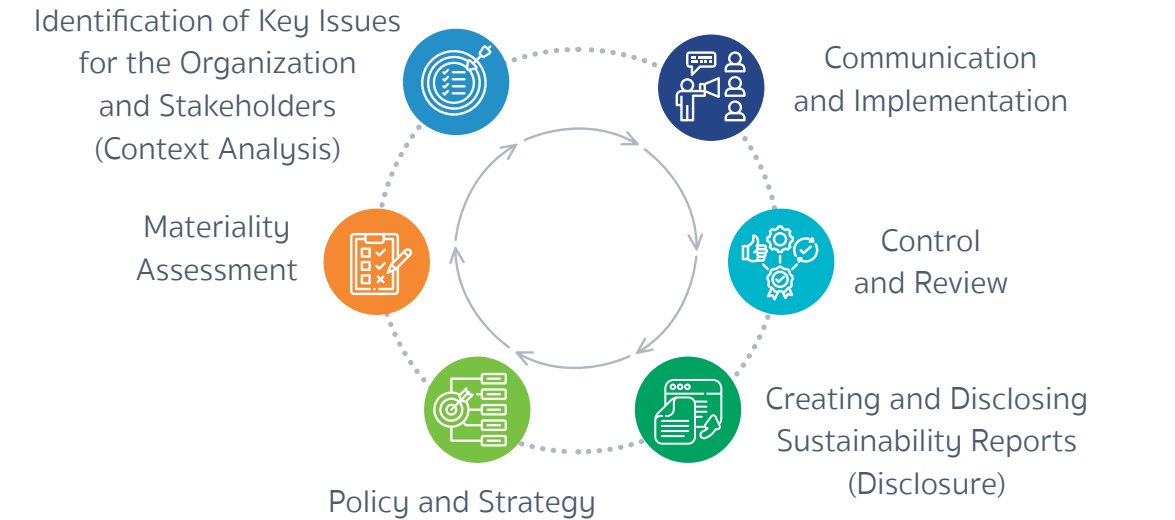 Identification of Key Issues
for the Organization
and Stakeholders
(Context Analysis)
Communication
and Implementation
Materiality
Assessment
Control
and Review
Creating and Disclosing
Sustainability Reports
(Disclosure)
Policy and Strategy